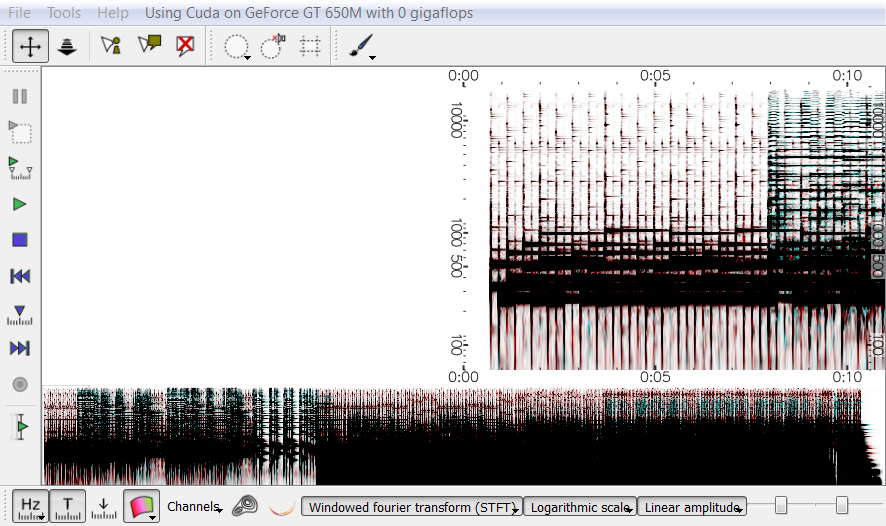 File Tools Help Using Cuda on GeForce GT 650M with 0 gigaflops
0:00 0:05 0:10
10000 10000
1000 1000
500 500
100 100
0:00 0:05 0:10
Hz T Channels Windowed fourier transform (STFT) Logarithmic scale Linear amplitude